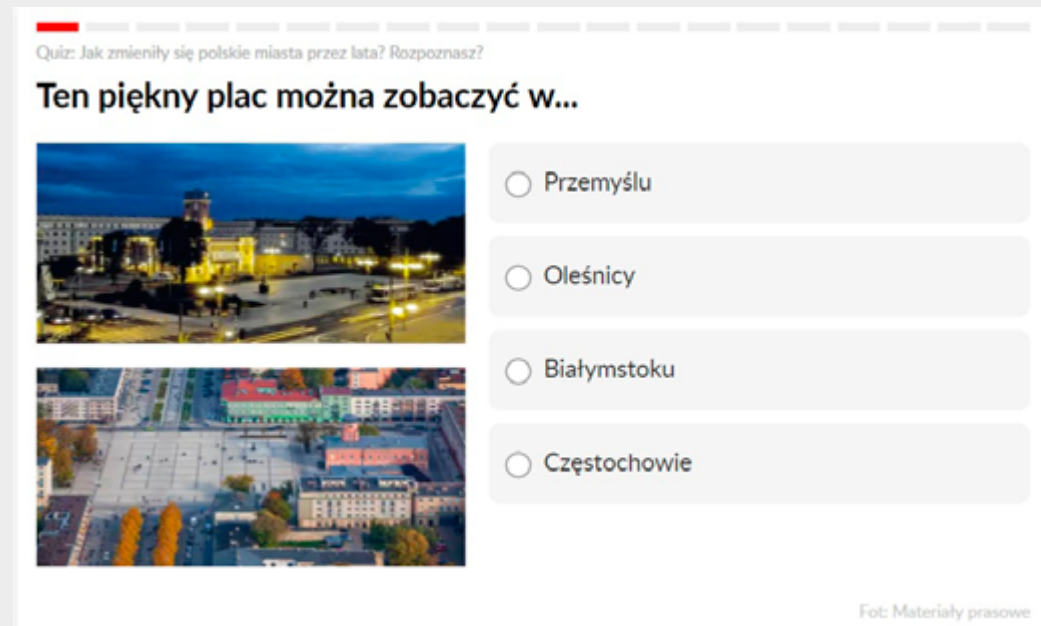 Quiz: Jak zmieniły się polskie miasta przez lata? Rozpoznasz?
Ten piękny plac można zobaczyć w...
Przemyślu
Oleśnicy
Białymstoku
Częstochowie
Fot: Materiały prasowe